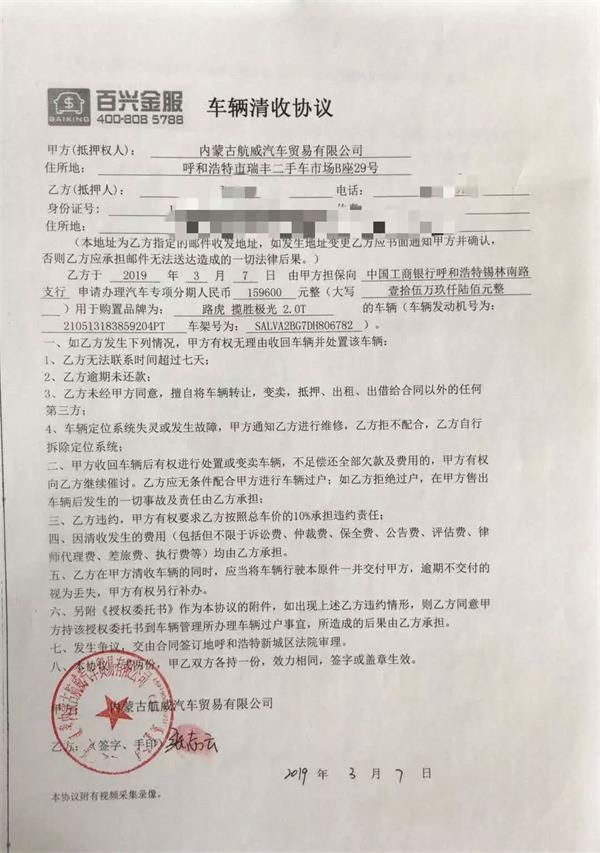 百兴金服
BAIXING
400-808 5788
车辆清收协议
甲方(抵押权人): 内蒙古航威汽车贸易有限公司
住所地: 呼和浩特市瑞丰二手车市场B座29号
乙方(抵押人): 电话:
身份证号:
住所地:
(本地址为乙方指定的邮件收发地址，如发生地址变更乙方应书面通知甲方并确认，
否则乙方应承担邮件无法送达造成的一切法律后果。)
乙方于 2019 年 3 月 7 日 由甲方担保向 中国工商银行呼和浩特锡林南路
支行 申请办理汽车专项分期人民币 159600 元整(大写 壹拾伍万玖仟陆佰元整
)用于购置品牌为: 路虎 揽胜极光 2.0T 的车辆(车辆发动机号为:
210513183859204PT 车架号为: SALVA2BG7DH806782 )。
一、如乙方发生下列情况，甲方有权无理由收回车辆并处置该车辆:
1、乙方无法联系时间超过七天;
2、乙方逾期未还款;
3、乙方未经甲方同意，擅自将车辆转让，变卖，抵押、出租、出借给合同以外的任何
第三方;
4、车辆定位系统失灵或发生故障，甲方通知乙方进行维修，乙方拒不配合，乙方自行
拆除定位系统;
二、甲方收回车辆后有权进行处置或变卖车辆，不足偿还全部欠款及费用的，甲方有权
向乙方继续催讨。乙方应无条件配合甲方进行车辆过户; 如乙方拒绝过户，在甲方售出
车辆后发生的一切事故及责任由乙方承担;
三、乙方违约，甲方有权要求乙方按照总车价的10%承担违约责任;
四、因清收发生的费用(包括但不限于诉讼费、仲裁费、保全费、公告费、评估费、律
师代理费、差旅费、执行费等)均由乙方承担。
五、乙方在甲方清收车辆的同时，应当将车辆行驶本原件一并交付甲方，逾期不交付的
视为丢失，甲方有权另行补办。
六、另附《授权委托书》作为本协议的附件，如出现上述乙方违约情形，则乙方同意甲
方持该授权委托书到车辆管理所办理车辆过户事宜，所造成的后果由乙方承担。
七、发生争议，交由合同签订地呼和浩特新城区法院审理。
八、本协议一式两份，甲乙双方各持一份，效力相同，签字或盖章生效。
甲方: 内蒙古航威汽车贸易有限公司
乙方: (签字、手印)
2019 年 3 月 7 日
本协议附有视频采集录像。